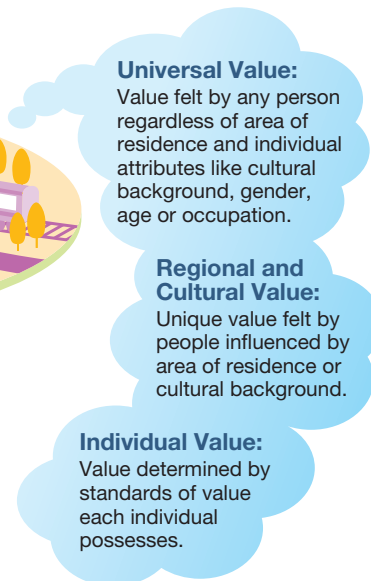 Universal Value:
Value felt by any person
regardless of area of
residence and individual
attributes like cultural
background, gender,
age or occupation.
Regional and
Cultural Value:
Unique value felt by
people influenced by
area of residence or
cultural background.
Individual Value:
Value determined by
standards of value
each individual
possesses.